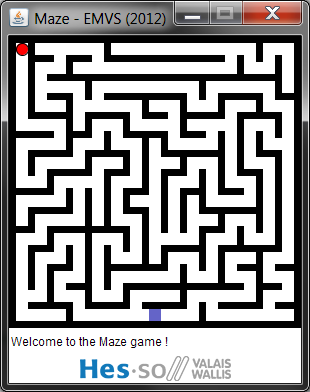 Maze - EMVS (2012)
Welcome to the Maze game !
Hes·so VALAIS
WALLIS